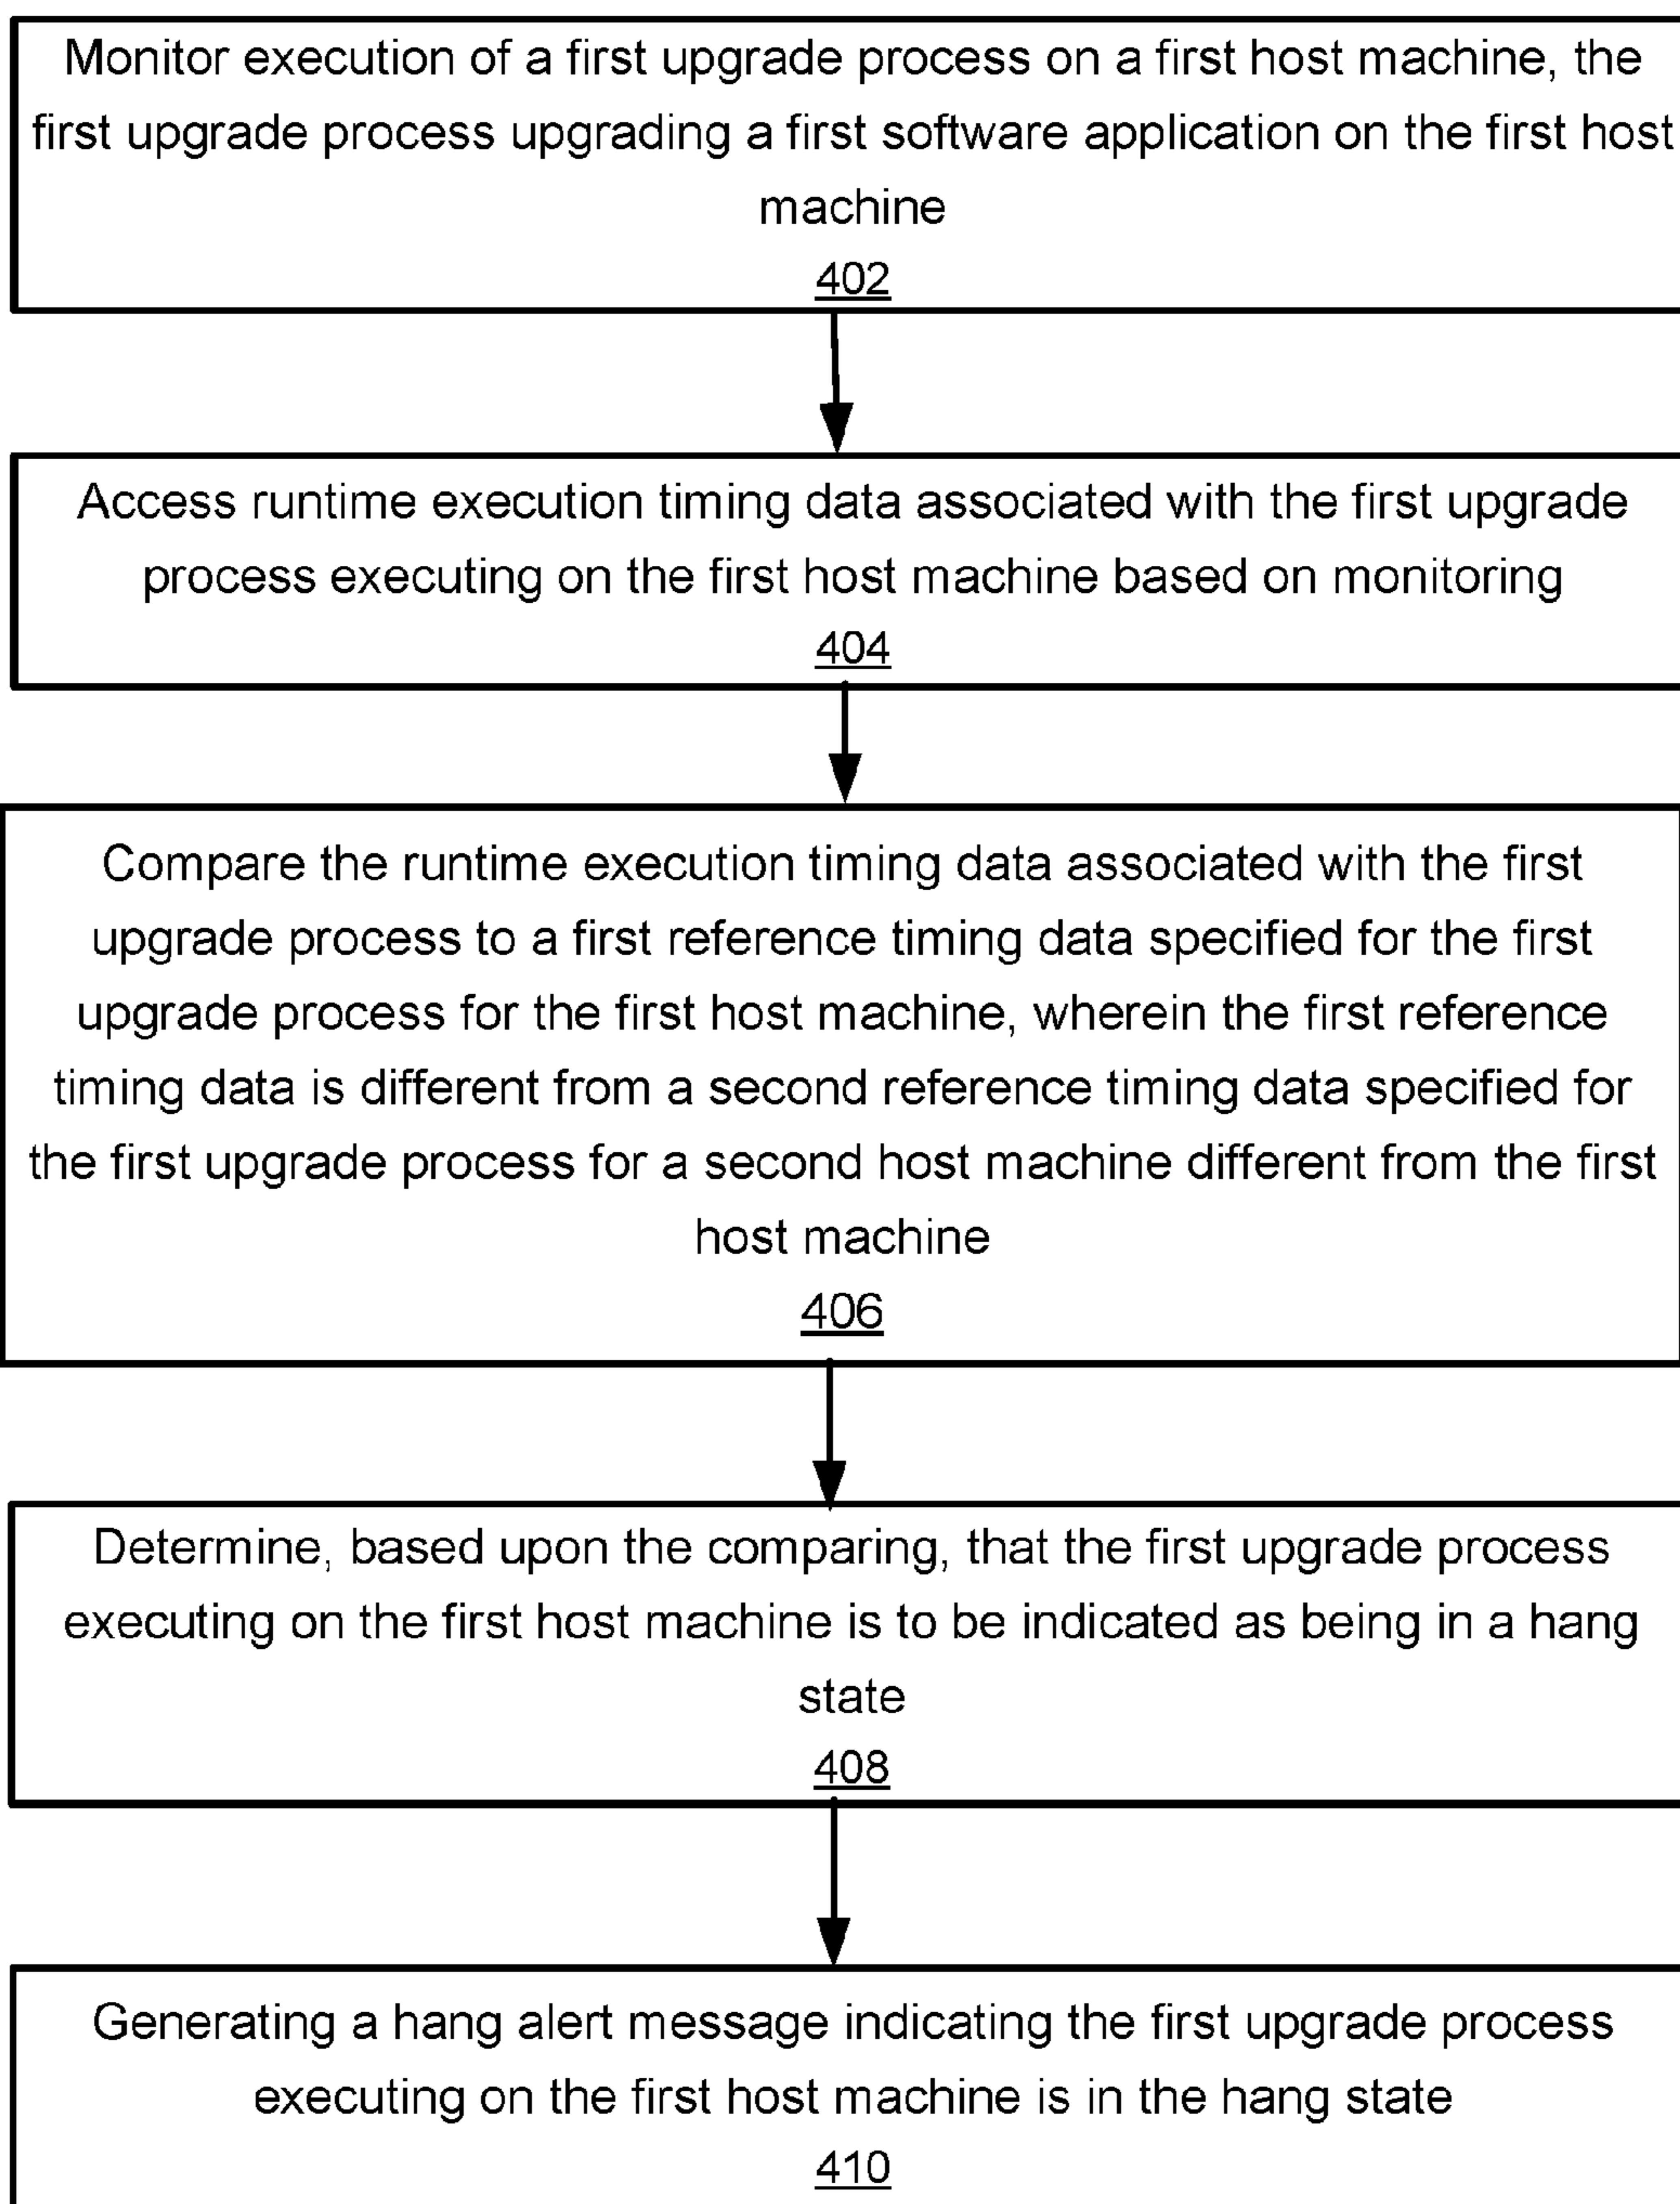 Monitor execution of a first upgrade process on a first host machine, the
first upgrade process upgrading a first software application on the first host
machine
402
Access runtime execution timing data associated with the first upgrade
process executing on the first host machine based on monitoring
404
Compare the runtime execution timing data associated with the first
upgrade process to a first reference timing data specified for the first
upgrade process for the first host machine, wherein the first reference
timing data is different from a second reference timing data specified for
the first upgrade process for a second host machine different from the first
host machine
406
Determine, based upon the comparing, that the first upgrade process
executing on the first host machine is to be indicated as being in a hang
state
408
Generating a hang alert message indicating the first upgrade process
executing on the first host machine is in the hang state
410